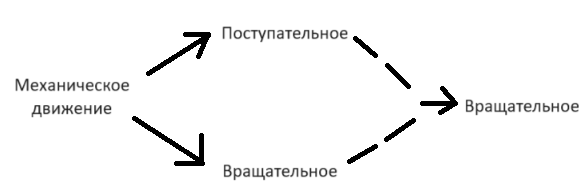 Поступательное
Механическое
движение
Вращательное
Вращательное